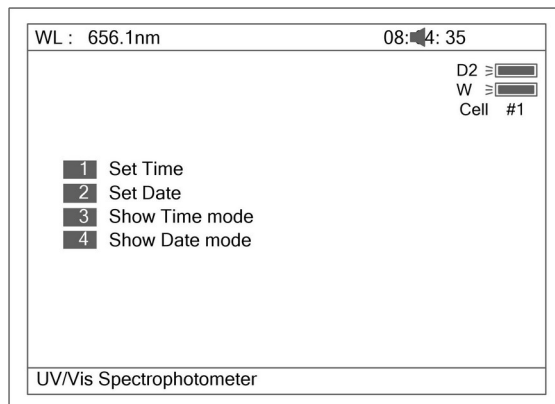 WL : 656.1nm 08: 4: 35
D2
W
Cell #1
1 Set Time
2 Set Date
3 Show Time mode
4 Show Date mode
UV/Vis Spectrophotometer